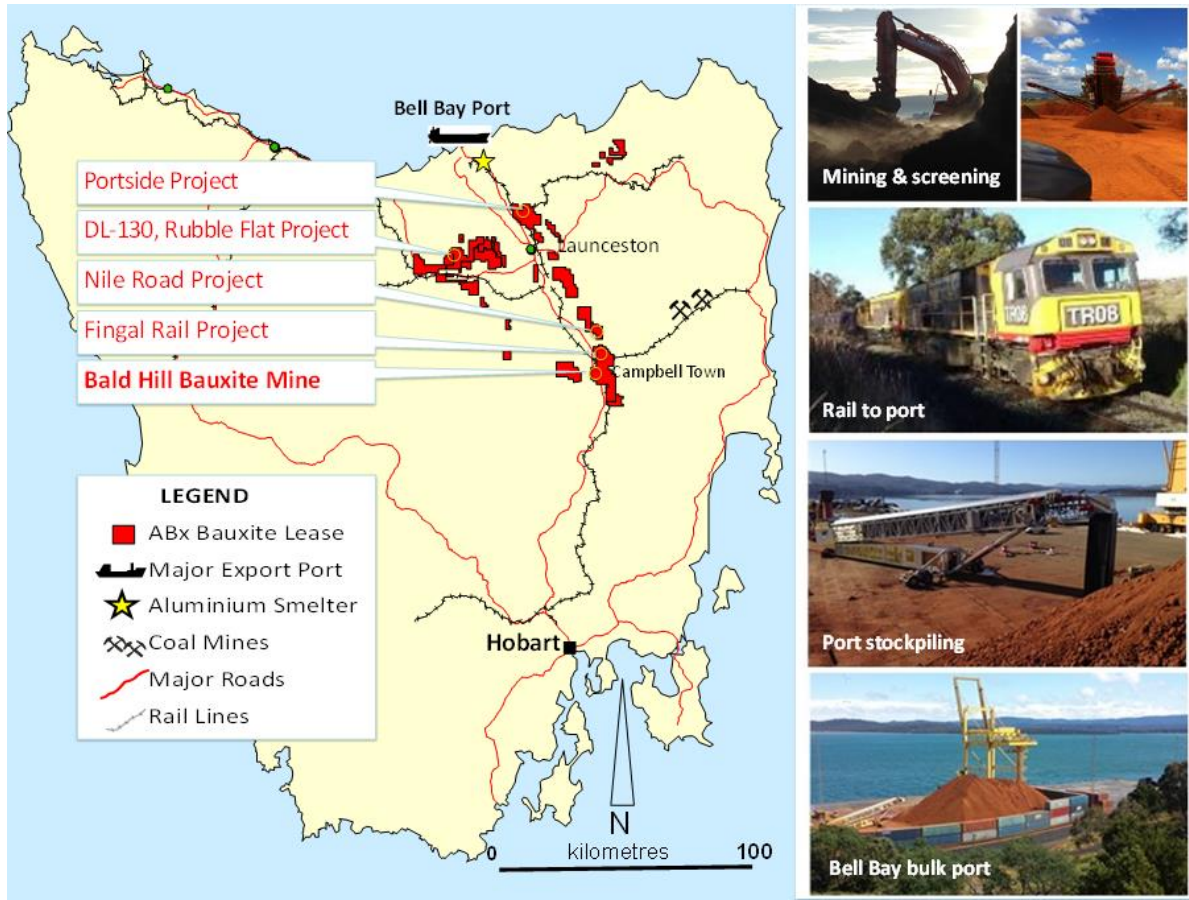 Bell Bay Port
Portside Project
DL-130, Rubble Flat Project
Launceston
Nile Road Project
Fingal Rail Project
Bald Hill Bauxite Mine
Campbell Town
LEGEND
ABx Bauxite Lease
Major Export Port
Aluminium Smelter
Coal Mines
Major Roads
Rail Lines
Hobart
N
0 kilometres 100
Mining & screening
TR08
TR08
Rail to port
Port stockpiling
Bell Bay bulk port